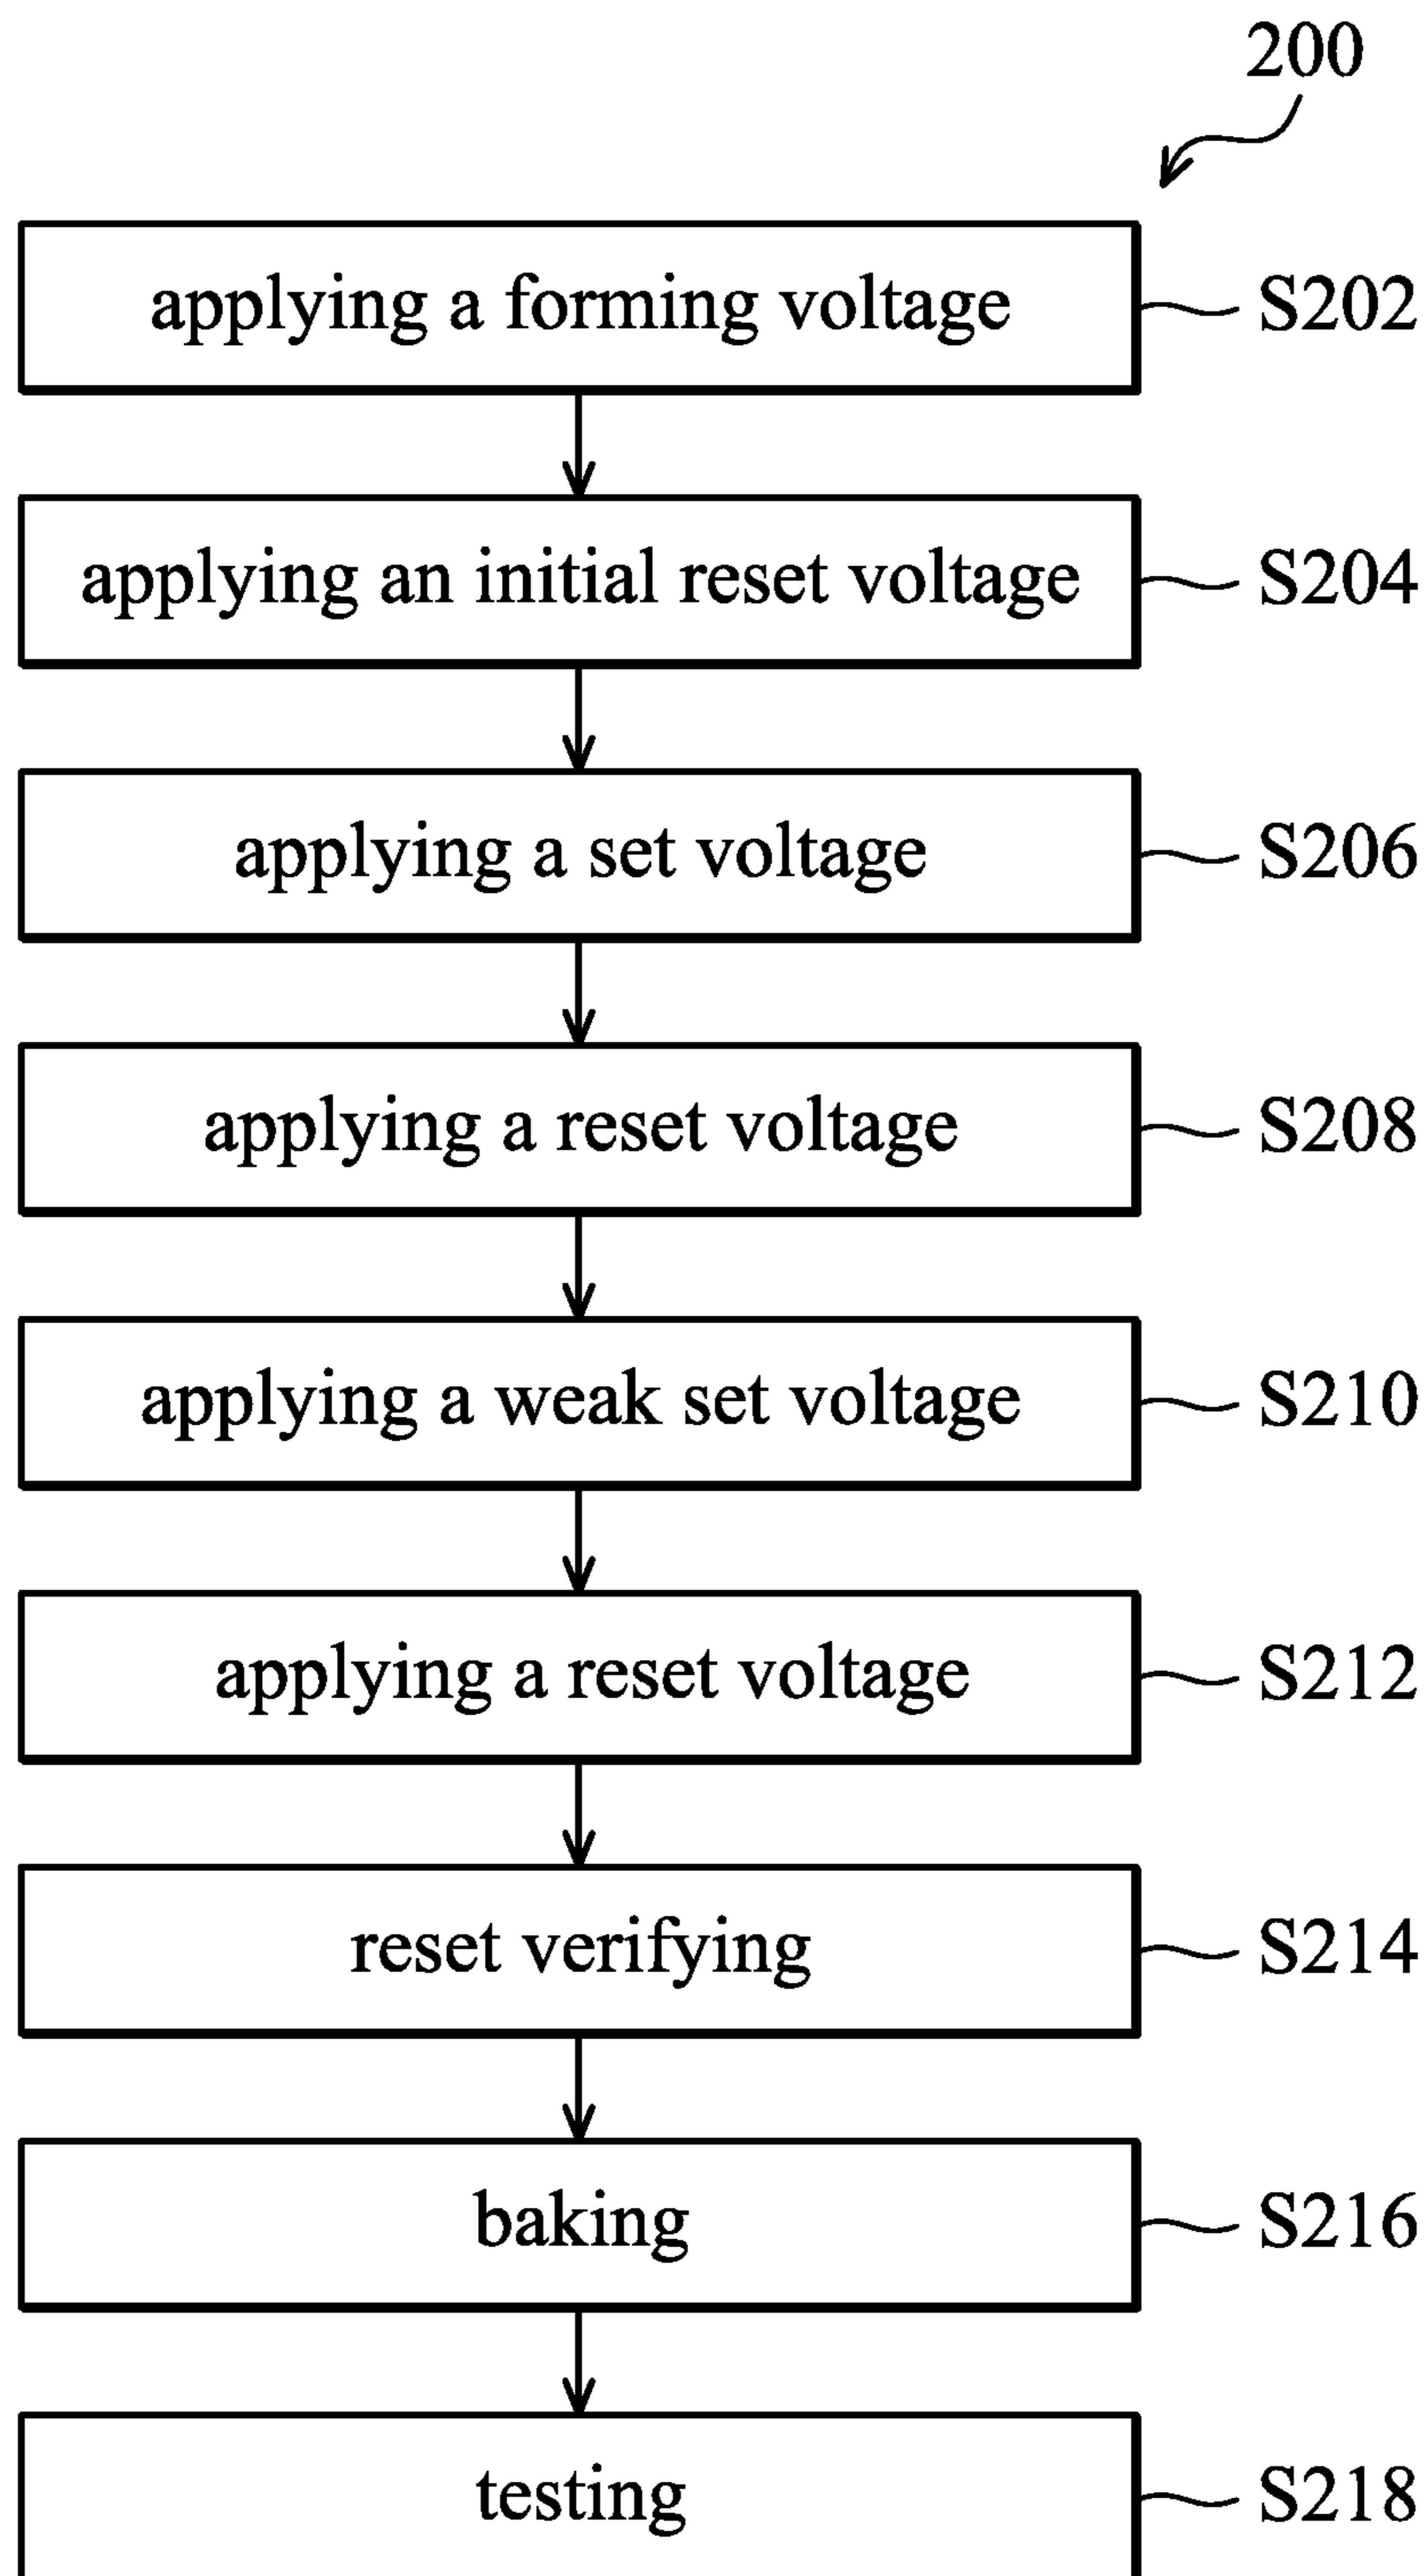 200
applying a forming voltage S202
applying an initial reset voltage S204
applying a set voltage S206
applying a reset voltage S208
applying a weak set voltage S210
applying a reset voltage S212
reset verifying S214
baking S216
testing S218